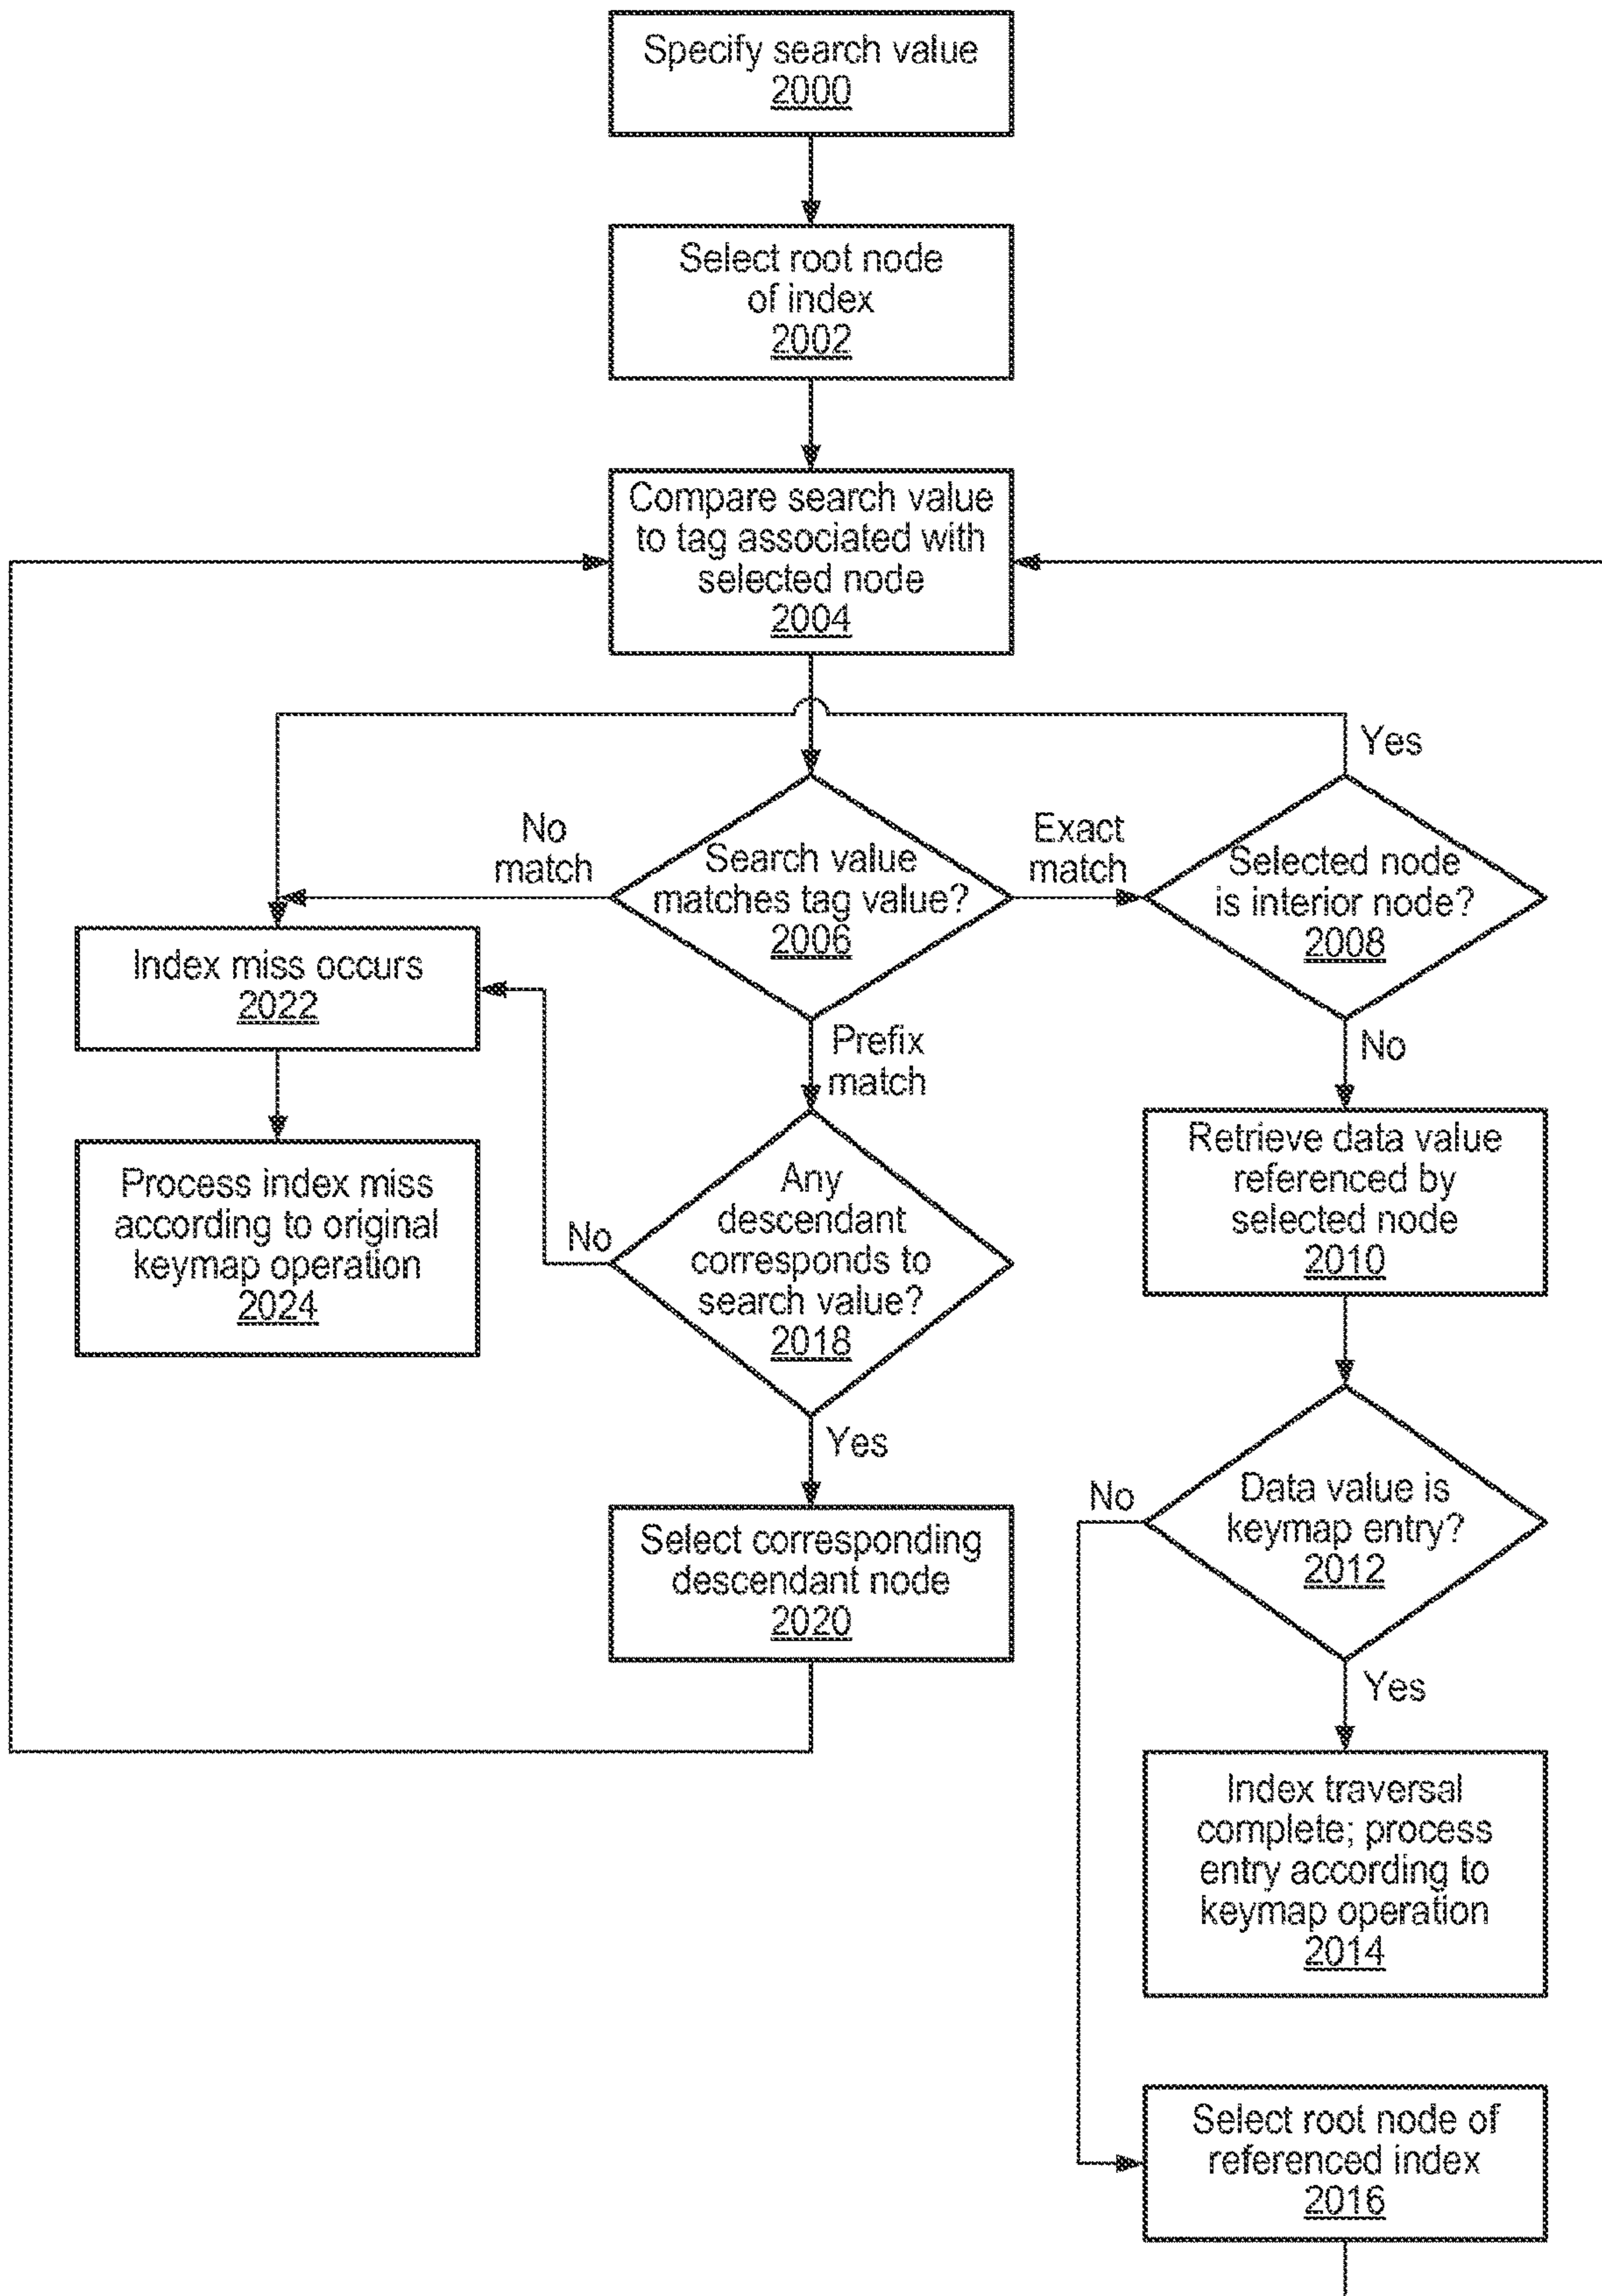 Specify search value
2000
Select root node
of index
2002
Compare search value
to tag associated with
selected node
2004
Yes
No
match
Search value
matches tag value?
2006
Exact
match
Selected node
is interior node?
2008
Index miss occurs
2022
Prefix
match
No
Process index miss
according to original
keymap operation
2024
No
Any
descendant
corresponds to
search value?
2018
Retrieve data value
referenced by
selected node
2010
Yes
Select corresponding
descendant node
2020
No
Data value is
keymap entry?
2012
Yes
Index traversal
complete; process
entry according to
keymap operation
2014
Select root node of
referenced index
2016